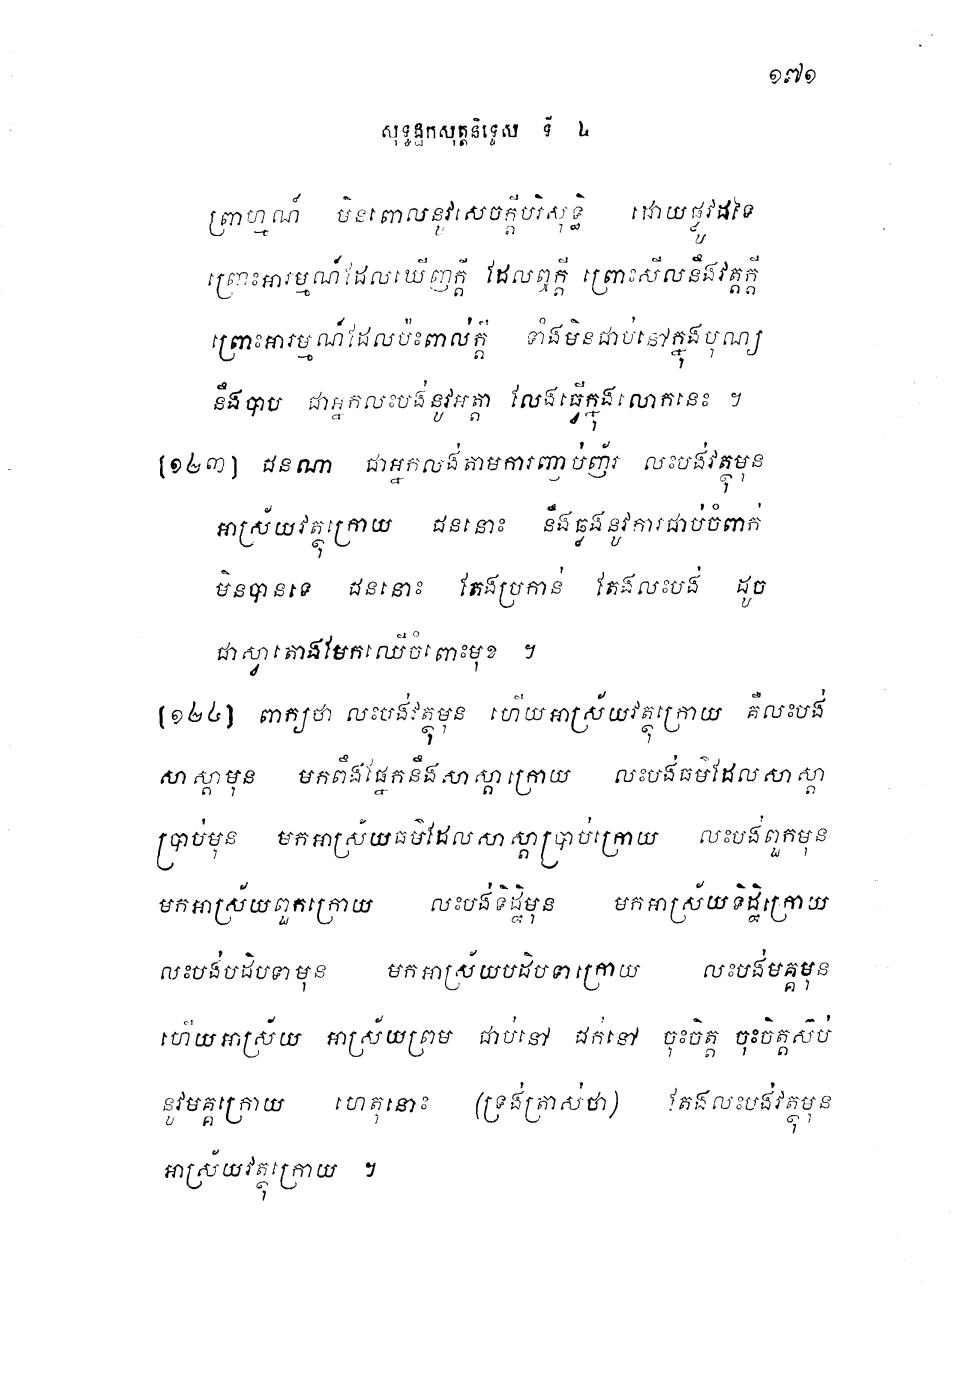 ១៧១
សុទ្ធដ្ឋកសុត្តនិទ្ទេស ទី ៤
ព្រាហ្មណ៍ មិនពោលនូវសេចក្តីបរិសុទ្ធិ ដោយផ្លូវដទៃ
ព្រោះអារម្មណ៍ដែលឃើញក្តី ដែលឮក្តី ព្រោះសីលនឹងវត្តក្តី
ព្រោះអារម្មណ៍ដែលប៉ះពាល់ក្តី ទាំងមិនជាប់នៅក្នុងបុណ្យ
នឹងបាប ជាអ្នកលះបង់នូវអត្តា លែងធ្វើក្នុងលោកនេះ ។
[១២៣] ជនណា ជាអ្នកលង់តាមការញាប់ញ័រ លះបង់វត្ថុមុន
អាស្រ័យវត្ថុក្រោយ ជននោះ នឹងឆ្លងនូវការជាប់ចំពាក់
មិនបានទេ ជននោះ តែងប្រកាន់ តែងលះបង់ ដូច
ជាស្វាតោងមែកឈើចំពោះមុខ ។
[១២៤] ពាក្យថា លះបង់វត្ថុមុន ហើយអាស្រ័យវត្ថុក្រោយ គឺលះបង់
សាស្តាមុន មកពឹងផ្អែកនឹងសាស្តាក្រោយ លះបង់ធម៌ដែលសាស្តា
ប្រាប់មុន មកអាស្រ័យធម៌ដែលសាស្តាប្រាប់ក្រោយ លះបង់ពួកមុន
មកអាស្រ័យពួកក្រោយ លះបង់ទិដ្ឋិមុន មកអាស្រ័យទិដ្ឋិក្រោយ
លះបង់បដិបទាមុន មកអាស្រ័យបដិបទាក្រោយ លះបង់មគ្គមុន
ហើយអាស្រ័យ អាស្រ័យព្រម ជាប់នៅ ដក់នៅ ចុះចិត្ត ចុះចិត្តស៊ប់
នូវមគ្គក្រោយ ហេតុនោះ (ទ្រង់ត្រាស់ថា) តែងលះបង់វត្ថុមុន
អាស្រ័យវត្ថុក្រោយ ។